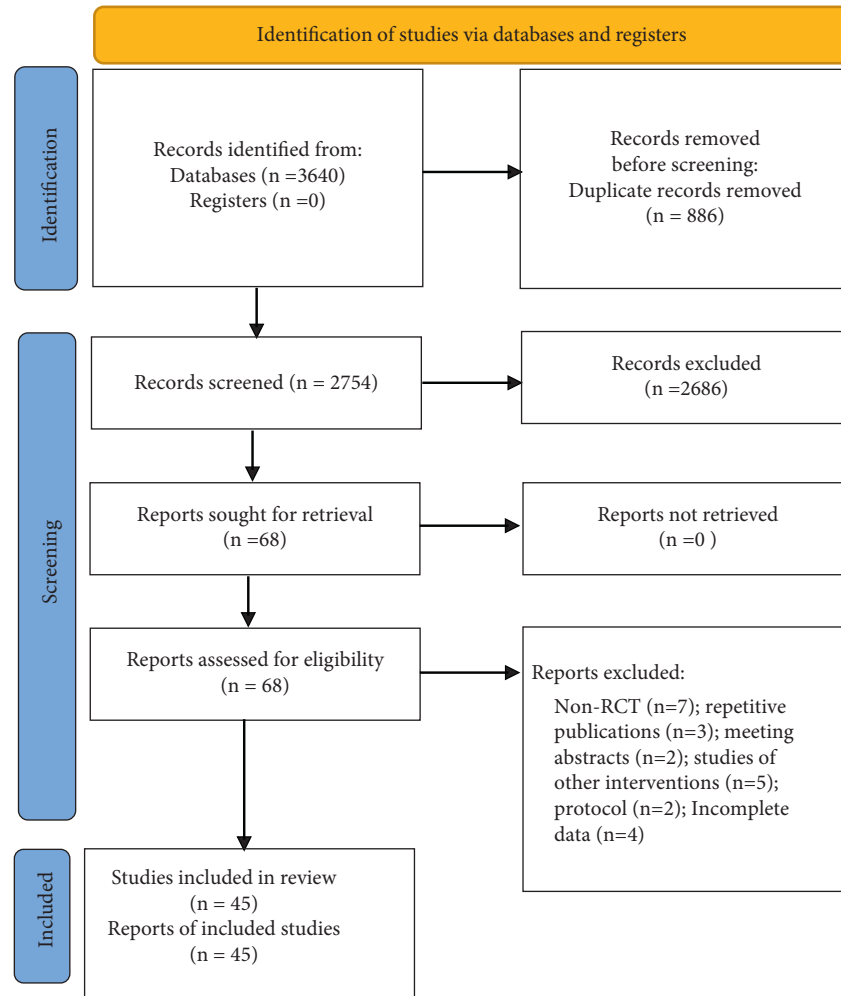 Identification of studies via databases and registers
Identification
Records identified from:
Databases (n =3640)
Registers (n =0)
Records removed
before screening:
Duplicate records removed
(n = 886)
Screening
Records screened (n = 2754)
Records excluded
(n =2686)
Reports sought for retrieval
(n =68)
Reports not retrieved
(n =0 )
Reports assessed for eligibility
(n = 68)
Reports excluded:
Non-RCT (n=7); repetitive
publications (n=3); meeting
abstracts (n=2); studies of
other interventions (n=5);
protocol (n=2); Incomplete
data (n=4)
Included
Studies included in review
(n = 45)
Reports of included studies
(n = 45)